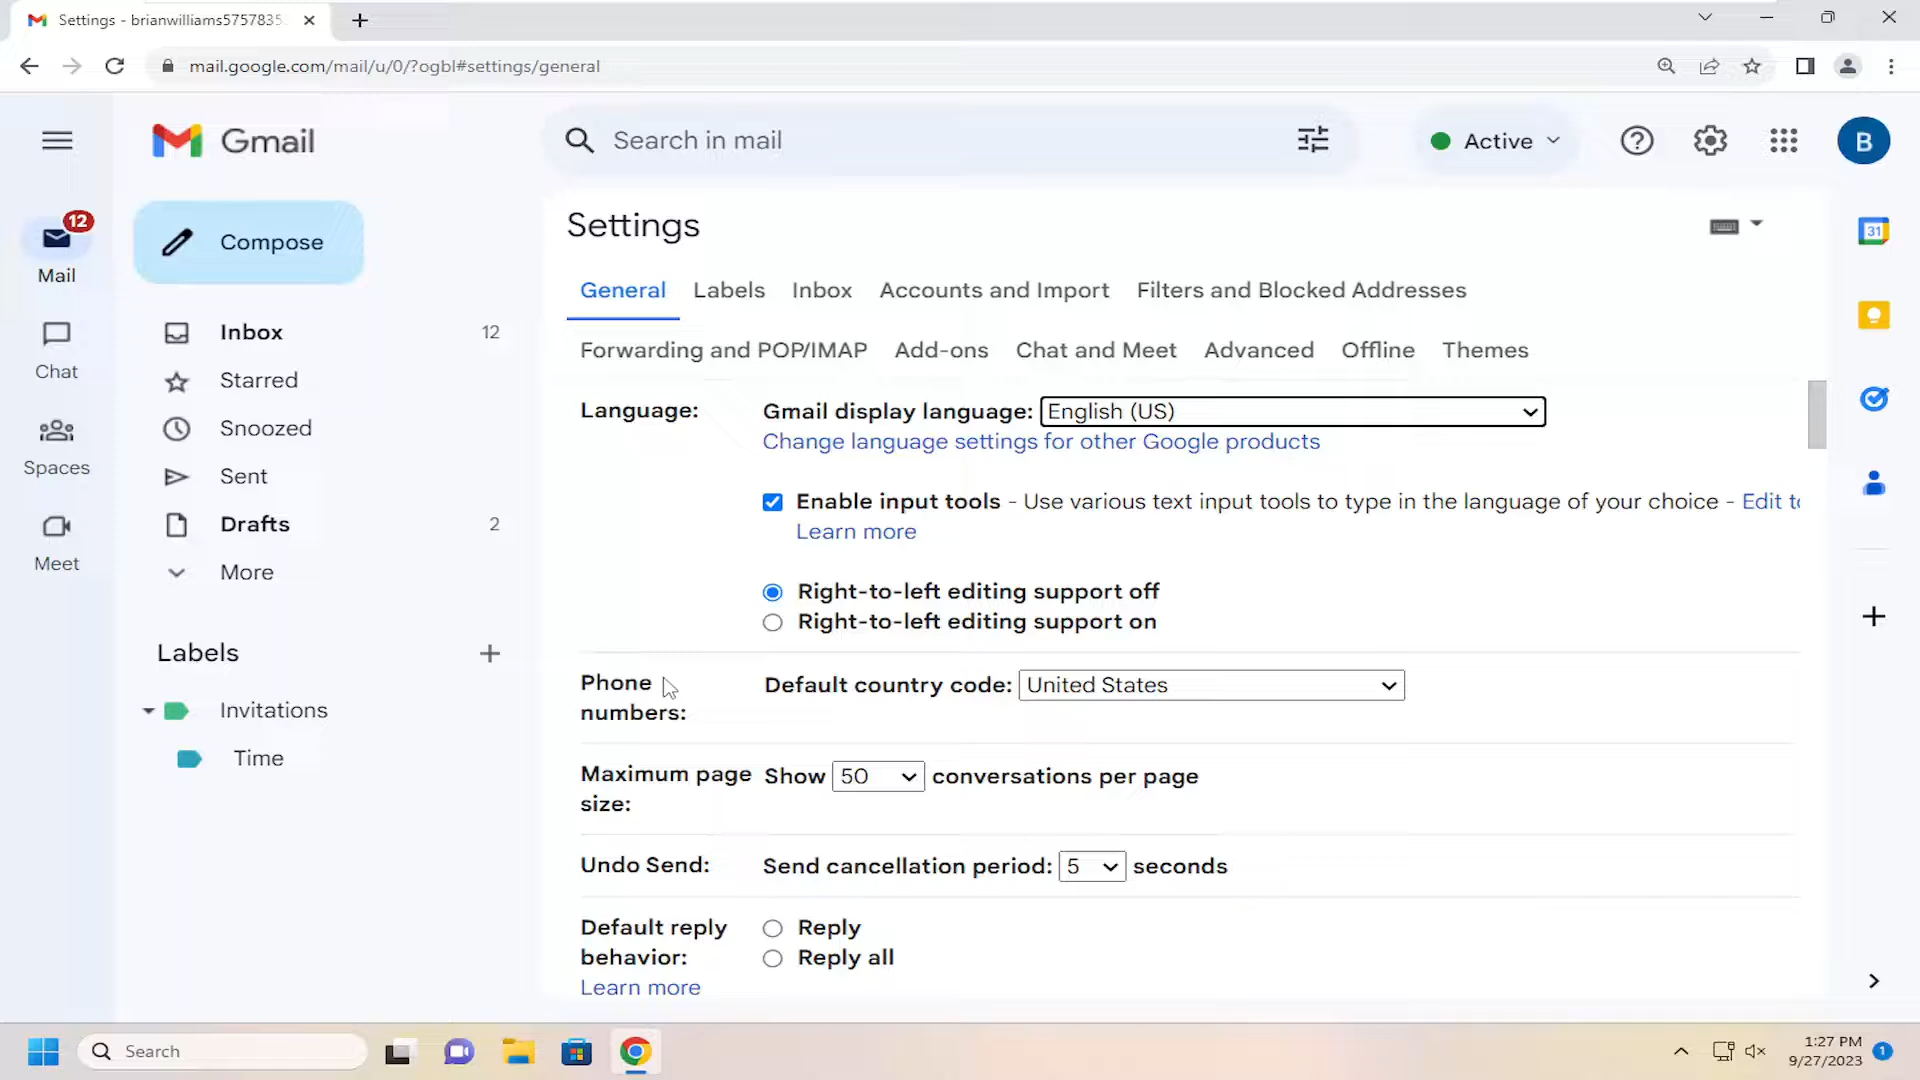 Settings - brianwilliams5757835
mail.google.com/mail/u/0/?ogbl#settings/general
Gmail
Search in mail
Active
B
12
Mail
Chat
Spaces
Meet
Compose
Inbox 12
Starred
Snoozed
Sent
Drafts 2
More
Labels
Invitations
Time
Settings
General Labels Inbox Accounts and Import Filters and Blocked Addresses
Forwarding and POP/IMAP Add-ons Chat and Meet Advanced Offline Themes
Language: Gmail display language: English (US)
Change language settings for other Google products
Enable input tools - Use various text input tools to type in the language of your choice - Edit to
Learn more
Right-to-left editing support off
Right-to-left editing support on
Phone numbers: Default country code: United States
Maximum page size: Show 50 conversations per page
Undo Send: Send cancellation period: 5 seconds
Default reply behavior:
Learn more
Reply
Reply all
31
Search
1:27 PM
9/27/2023
1